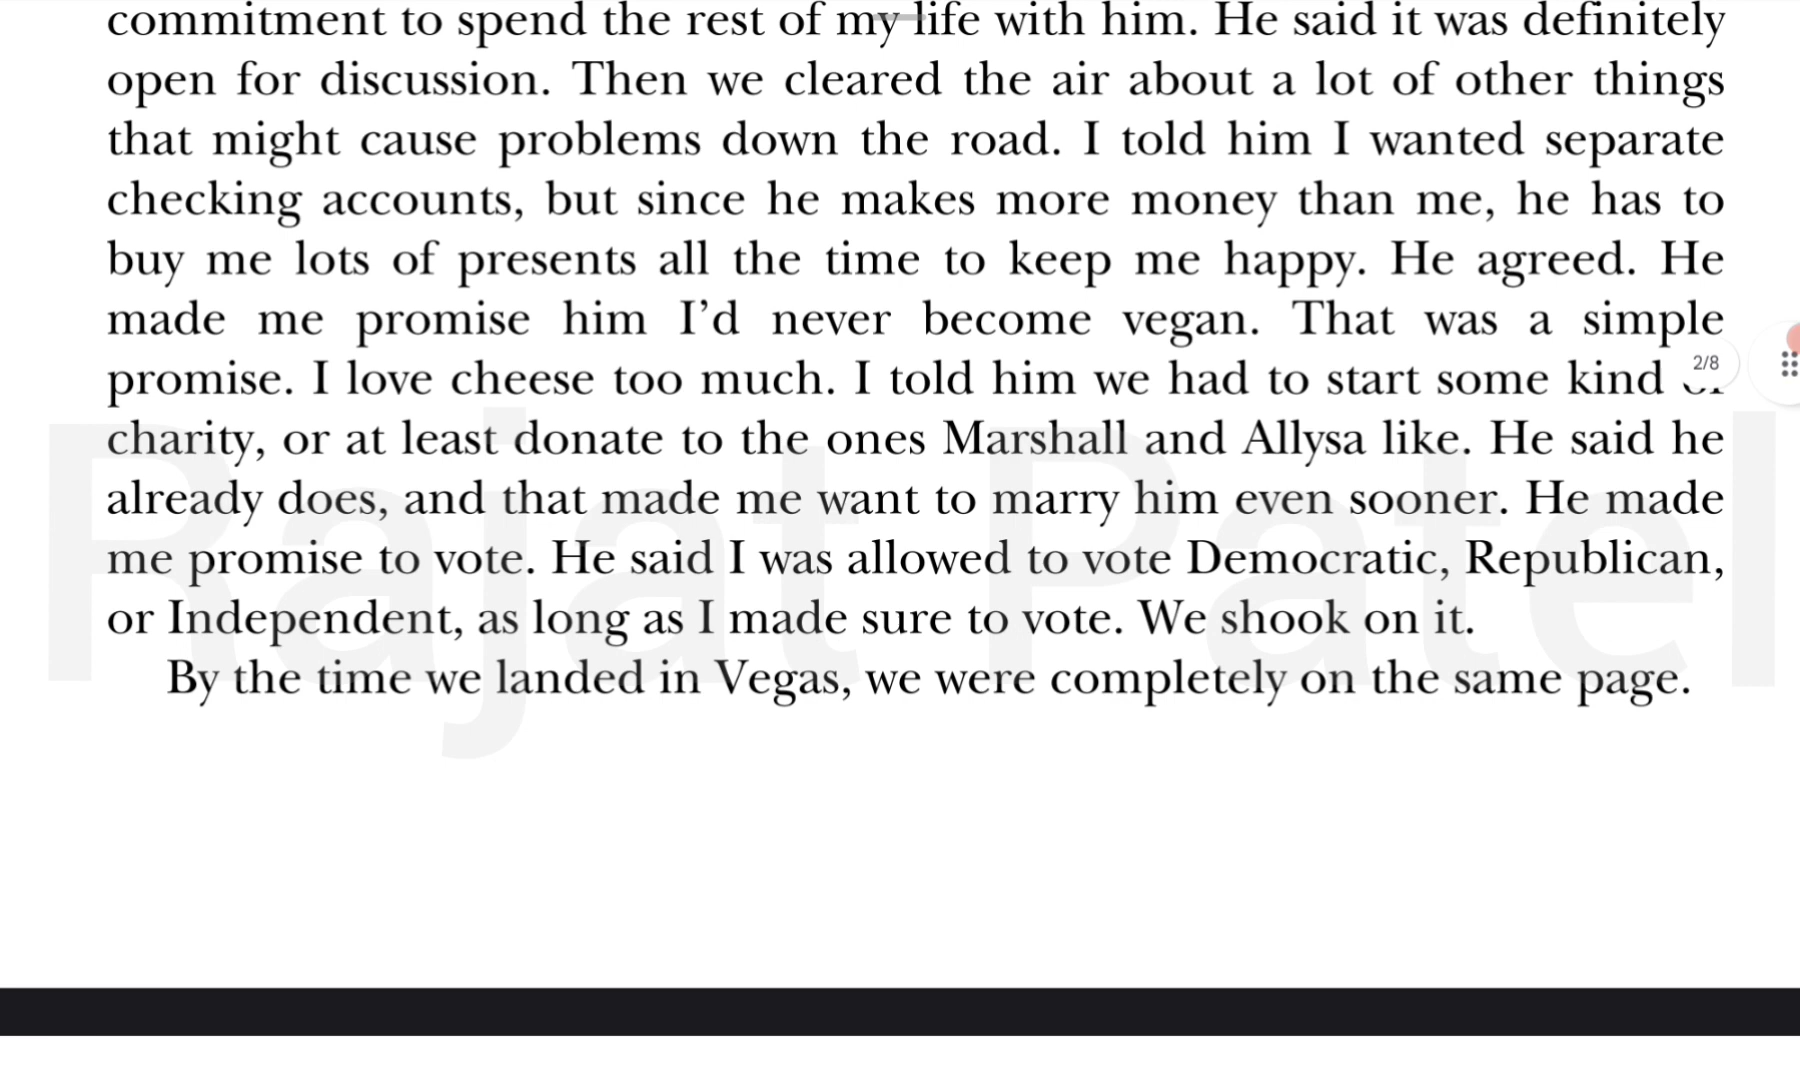 commitment to spend the rest of my life with him. He said it was definitely
open for discussion. Then we cleared the air about a lot of other things
that might cause problems down the road. I told him I wanted separate
checking accounts, but since he makes more money than me, he has to
buy me lots of presents all the time to keep me happy. He agreed. He
made me promise him I’d never become vegan. That was a simple
promise. I love cheese too much. I told him we had to start some kind
2/8
charity, or at least donate to the ones Marshall and Allysa like. He said he
already does, and that made me want to marry him even sooner. He made
me promise to vote. He said I was allowed to vote Democratic, Republican,
or Independent, as long as I made sure to vote. We shook on it.
By the time we landed in Vegas, we were completely on the same page.
Rajat Patel